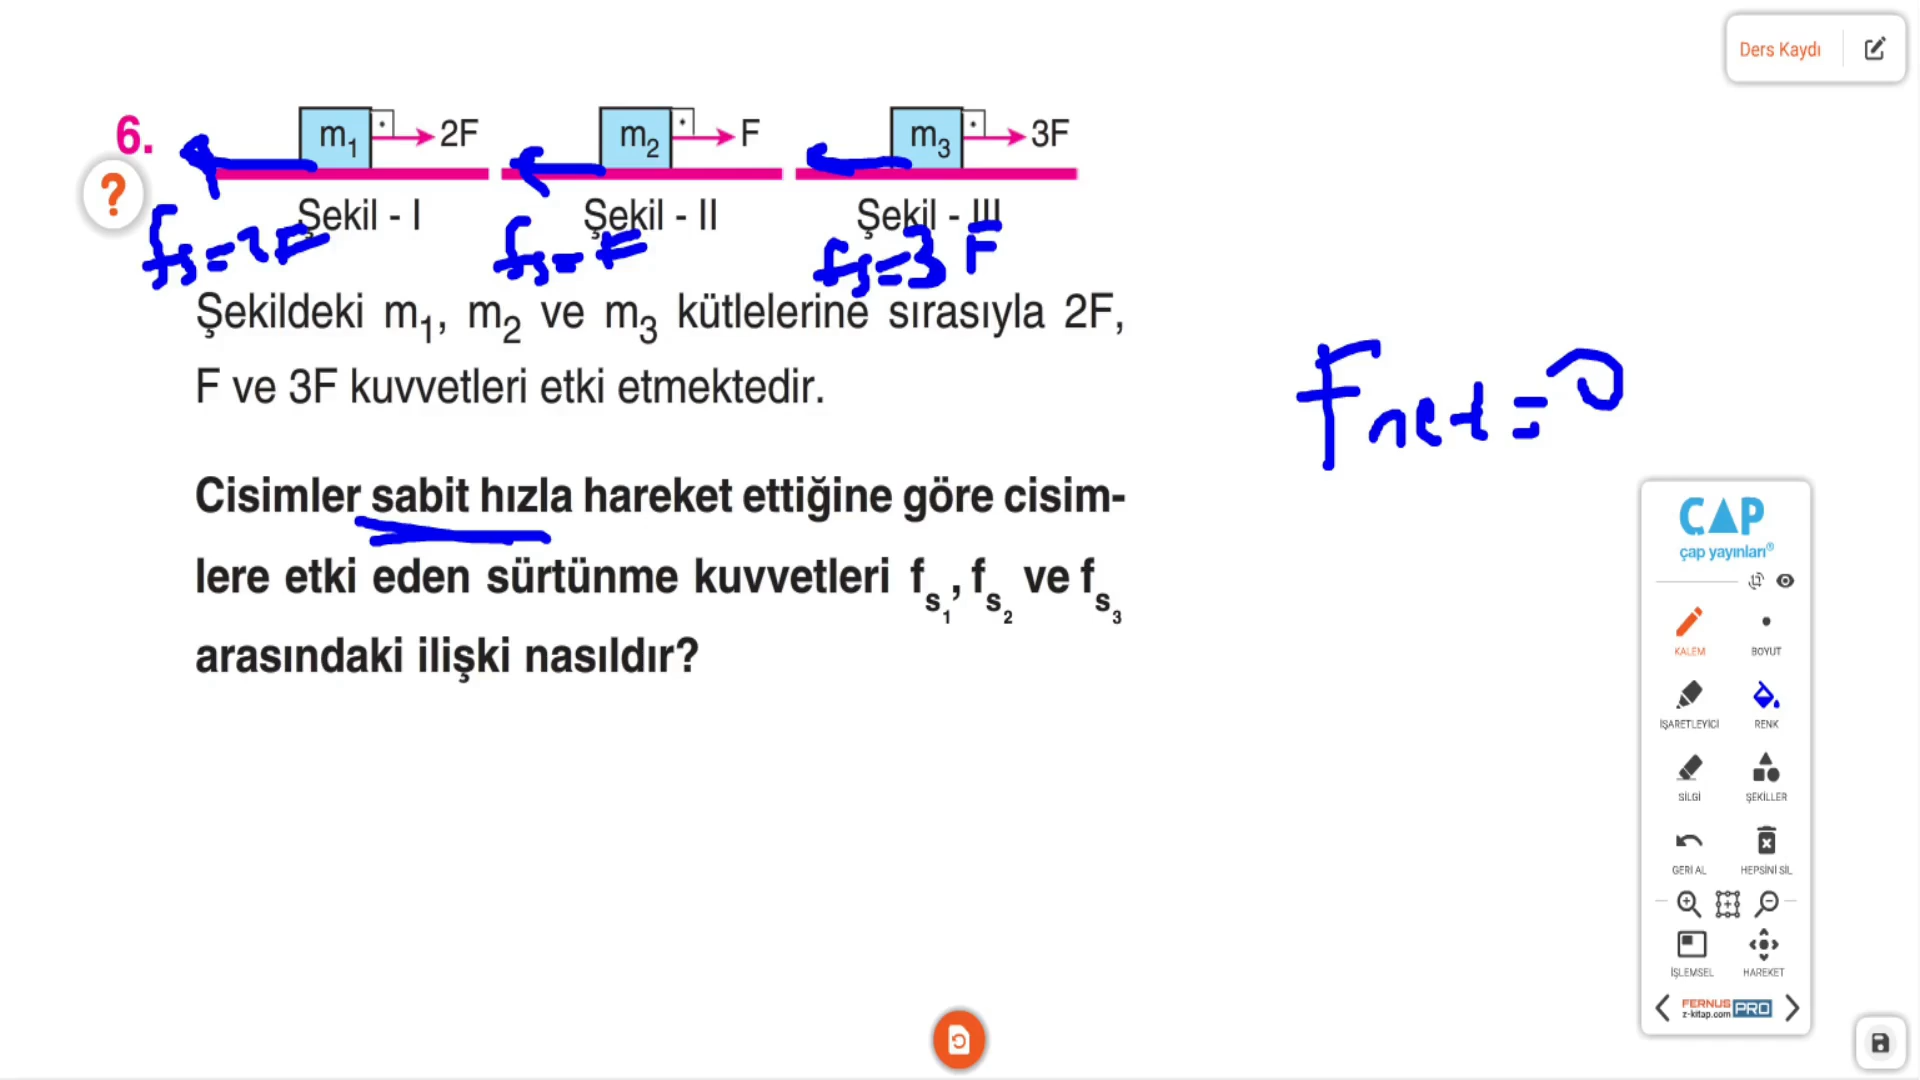 Ders Kaydı
6.
m1 2F
m2 F
m3 3F
?
Şekil - I
Şekil - II
Şekil - III
fs=2F
fs=F
fs=3F
Şekildeki m1, m2 ve m3 kütlelerine sırasıyla 2F,
F ve 3F kuvvetleri etki etmektedir.
Fnet=0
Cisimler sabit hızla hareket ettiğine göre cisim-
lere etki eden sürtünme kuvvetleri fs1, fs2 ve fs3
arasındaki ilişki nasıldır?
ÇAP
çap yayınları®
KALEM
BOYUT
İŞARETLEYİCİ
RENK
SİLGİ
ŞEKİLLER
GERİ AL
HEPSİNİ SİL
İŞLEMSEL
HAREKET
FERNUS
z-kitap.com
PRO